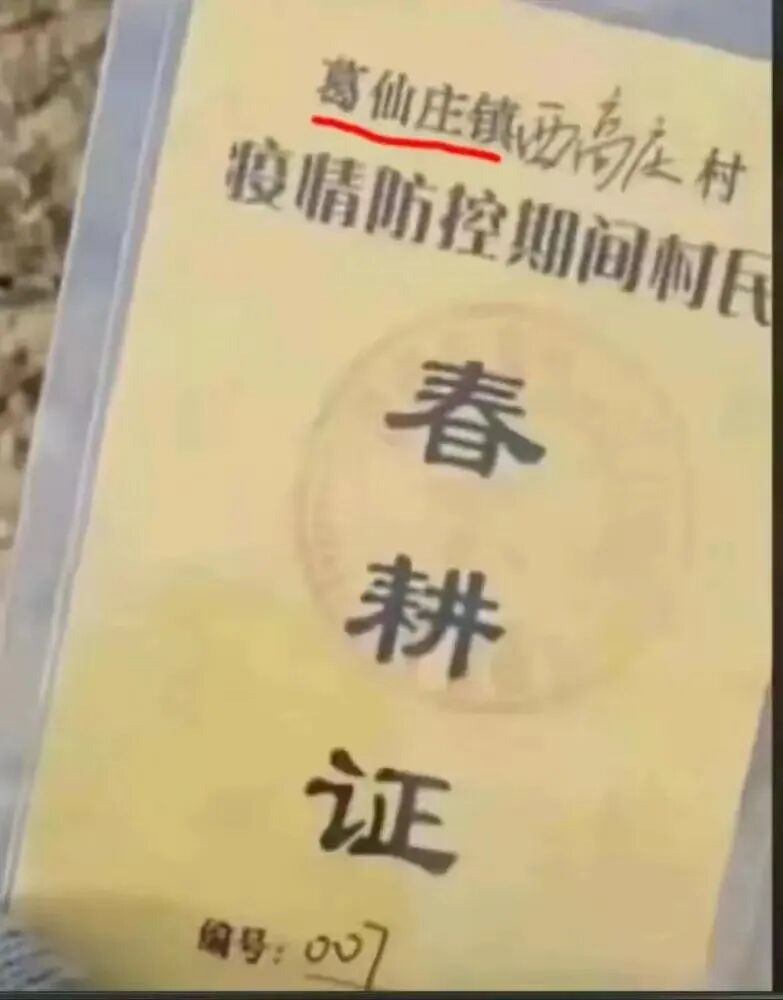 葛仙庄镇西高庄村
疫情防控期间村民
春
耕
证
编号:007